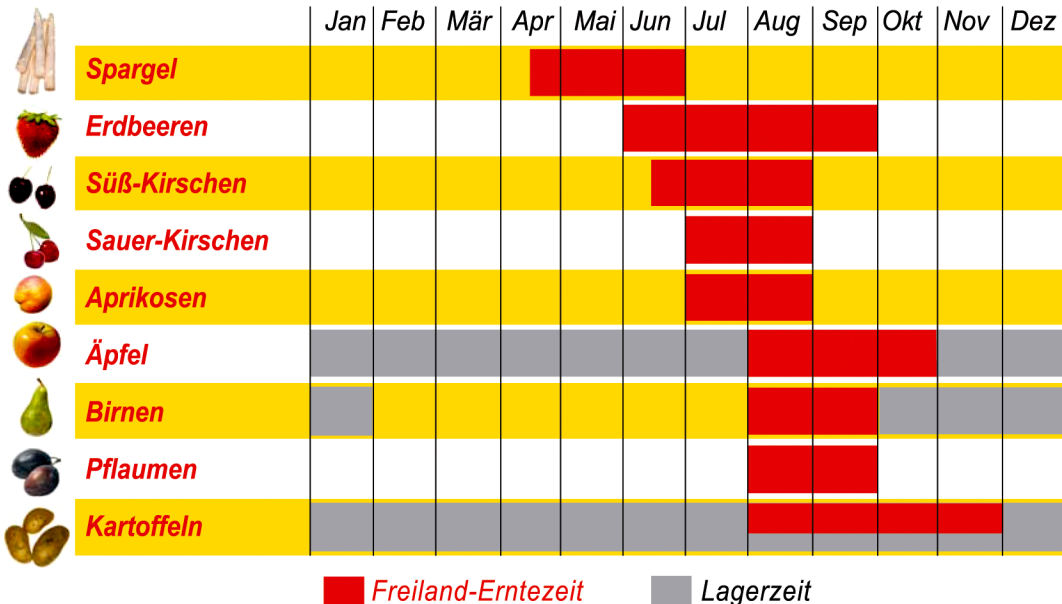 Jan Feb Mär Apr Mai Jun Jul Aug Sep Okt Nov Dez
Spargel
Erdbeeren
Süß-Kirschen
Sauer-Kirschen
Aprikosen
Äpfel
Birnen
Pflaumen
Kartoffeln
Freiland-Erntezeit Lagerzeit